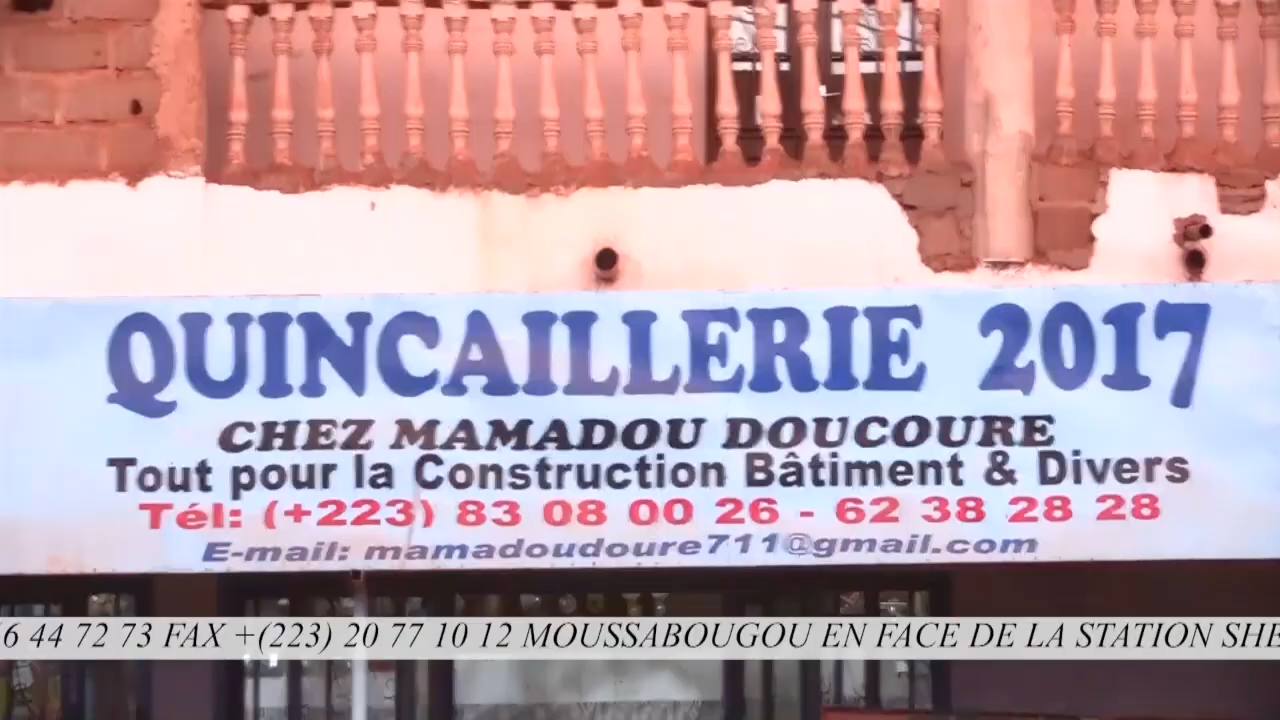 QUINCAILLERIE 2017
CHEZ MAMADOU DOUCOURE
Tout pour la Construction Bâtiment & Divers
Tél: (+223) 83 08 00 26 - 62 38 28 28
E-mail: mamadoudoure711@gmail.com
6 44 72 73 FAX +(223) 20 77 10 12 MOUSSABOUGOU EN FACE DE LA STATION SHE